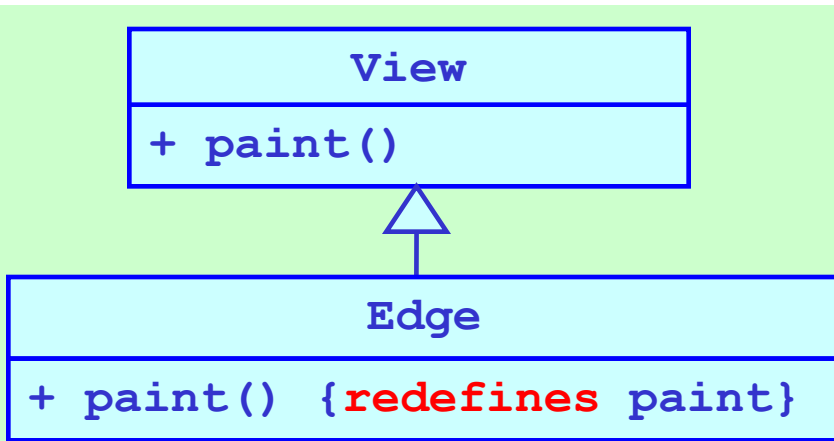 View
+ paint()
Edge
+ paint() {redefines paint}